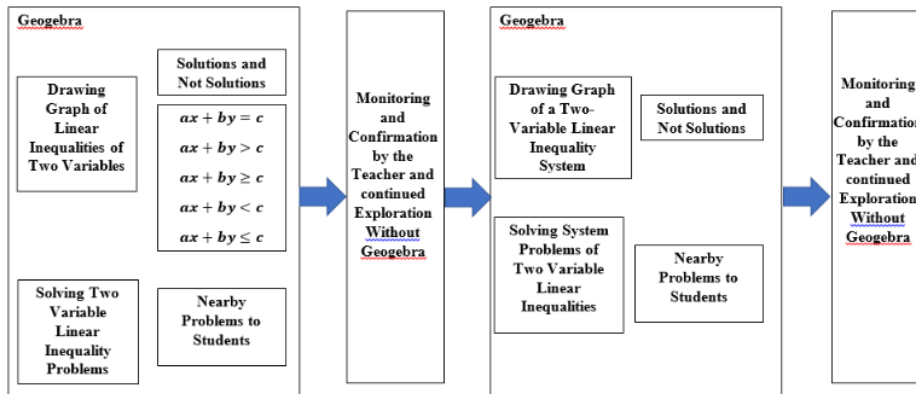 Geogebra
Drawing
Graph of
Linear
Inequalities of
Two Variables
Solutions and
Not Solutions
ax + by = c
ax + by > c
ax + by ≥ c
ax + by < c
ax + by ≤ c
Solving Two
Variable
Linear
Inequality
Problems
Nearby
Problems to
Students
Monitoring
and
Confirmation
by the
Teacher and
continued
Exploration
Without
Geogebra
Geogebra
Drawing Graph
of a Two-
Variable Linear
Inequality
System
Solutions and
Not Solutions
Solving System
Problems of
Two Variable
Linear
Inequalities
Nearby
Problems to
Students
Monitoring
and
Confirmation
by the
Teacher and
continued
Exploration
Without
Geogebra